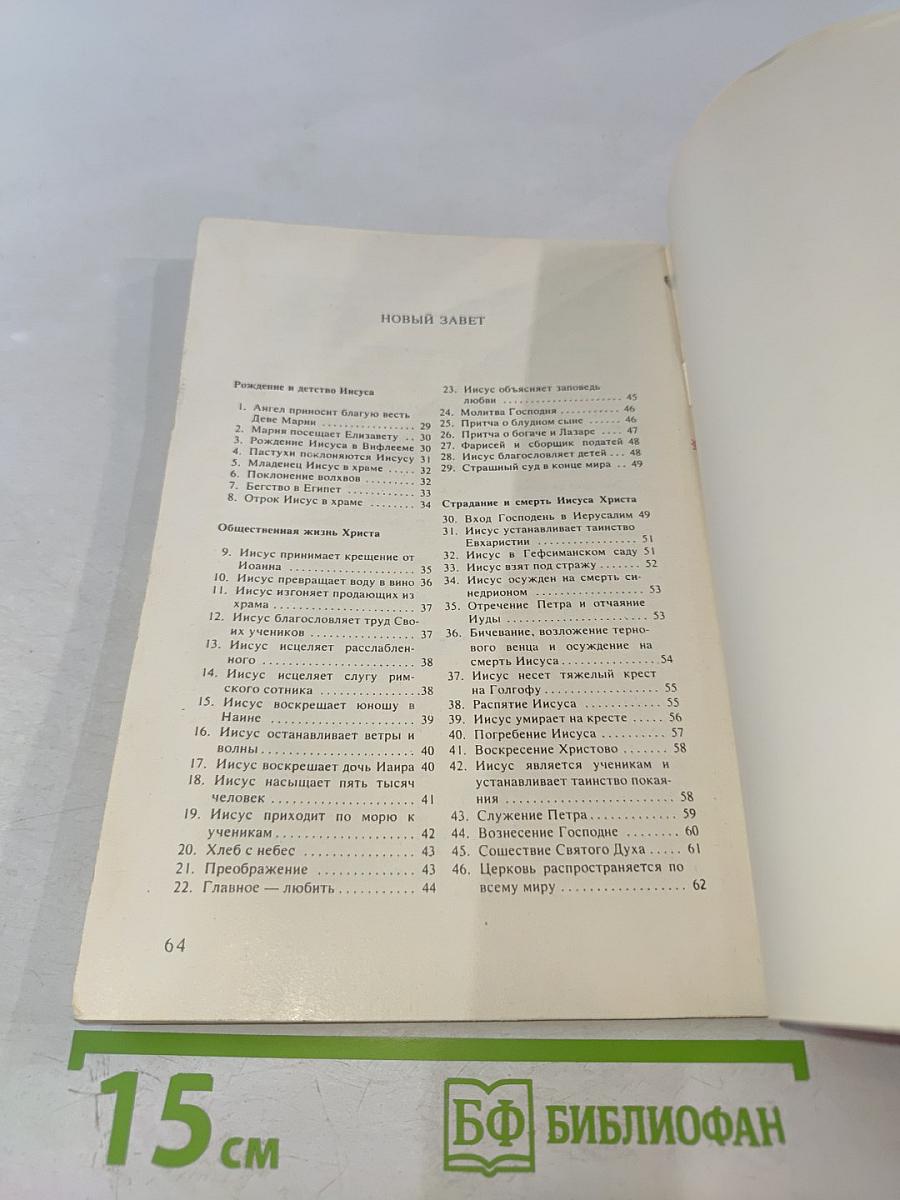 НОВЫЙ ЗАВЕТ
Рождение и детство Иисуса
1. Ангел приносит благую весть
Деве Марии ................ 29
2. Мария посещает Елизавету .. 30
3. Рождение Иисуса в Вифлееме 30
4. Пастухи поклоняются Иисусу 31
5. Младенец Иисус в храме ..... 32
6. Поклонение волхвов ......... 32
7. Бегство в Египет ........... 33
8. Отрок Иисус в храме ........ 34
Общественная жизнь Христа
9. Иисус принимает крещение от
Иоанна ..................... 35
10. Иисус превращает воду в вино 36
11. Иисус изгоняет продающих из
храма ...................... 37
12. Иисус благословляет труд Сво-
их учеников ................ 37
13. Иисус исцеляет расслаблен-
ного ....................... 38
14. Иисус исцеляет слугу рим-
ского сотника ............... 38
15. Иисус воскрешает юношу в
Наине ...................... 39
16. Иисус останавливает ветры и
волны ...................... 40
17. Иисус воскрешает дочь Иаира 40
18. Иисус насыщает пять тысяч
человек .................... 41
19. Иисус приходит по морю к
ученикам ................... 42
20. Хлеб с небес ............... 43
21. Преображение ............... 43
22. Главное — любить ........... 44
23. Иисус объясняет заповедь
любви ...................... 45
24. Молитва Господня ........... 46
25. Притча о блудном сыне ...... 46
26. Притча о богаче и Лазаре .... 47
27. Фарисей и сборщик податей 48
28. Иисус благословляет детей ... 48
29. Страшный суд в конце мира .. 49
Страдание и смерть Иисуса Христа
30. Вход Господень в Иерусалим 49
31. Иисус устанавливает таинство
Евхаристии ................. 51
32. Иисус в Гефсиманском саду 51
33. Иисус взят под стражу ....... 52
34. Иисус осужден на смерть си-
недрионом .................. 53
35. Отречение Петра и отчаяние
Иуды ....................... 53
36. Бичевание, возложение терно-
вого венца и осуждение на
смерть Иисуса .............. 54
37. Иисус несет тяжелый крест
на Голгофу ................. 55
38. Распятие Иисуса ............ 55
39. Иисус умирает на кресте .... 56
40. Погребение Иисуса .......... 57
41. Воскресение Христово ....... 58
42. Иисус является ученикам и
устанавливает таинство покая-
ния ........................ 58
43. Служение Петра ............. 59
44. Вознесение Господне ........ 60
45. Сошествие Святого Духа ..... 61
46. Церковь распространяется по
всему миру ................. 62
64
15 см
БФ БИБЛИОФАН